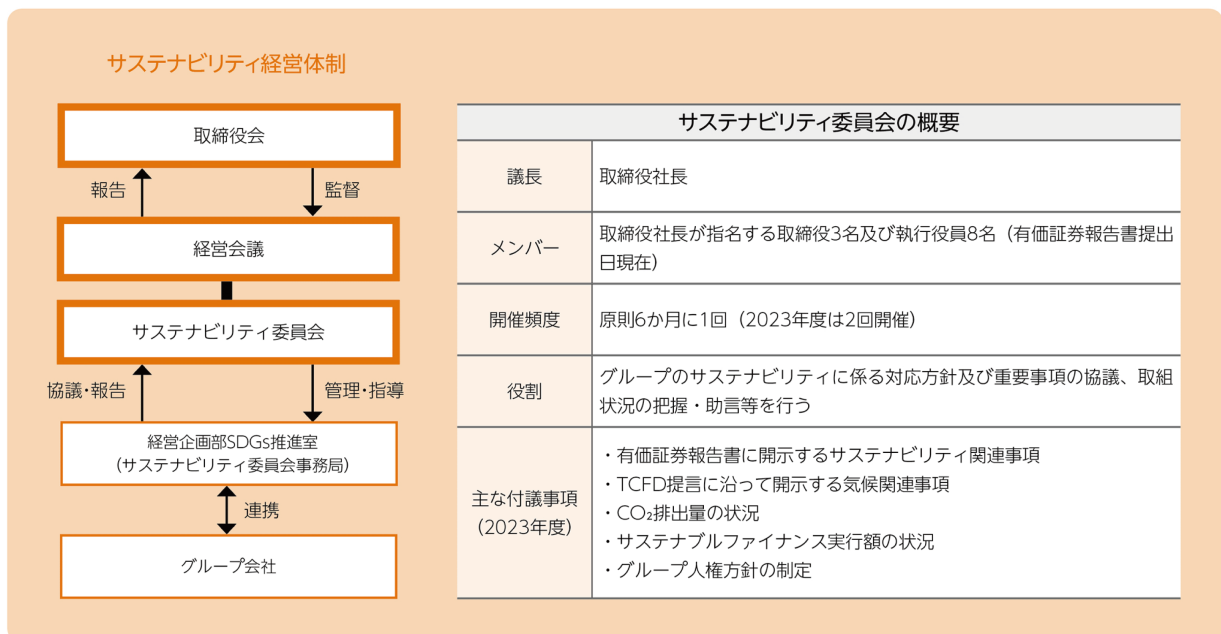 サステナビリティ経営体制
取締役会
報告
監督
経営会議
サステナビリティ委員会
協議・報告
管理・指導
経営企画部SDGs推進室
(サステナビリティ委員会事務局)
連携
グループ会社
サステナビリティ委員会の概要
議長
取締役社長
メンバー
取締役社長が指名する取締役3名及び執行役員8名（有価証券報告書提出
日現在）
開催頻度
原則6か月に1回（2023年度は2回開催）
役割
グループのサステナビリティに係る対応方針及び重要事項の協議、取組
状況の把握・助言等を行う
主な付議事項
（2023年度）
・有価証券報告書に開示するサステナビリティ関連事項
・TCFD提言に沿って開示する気候関連事項
・CO₂排出量の状況
・サステナブルファイナンス実行額の状況
・グループ人権方針の制定